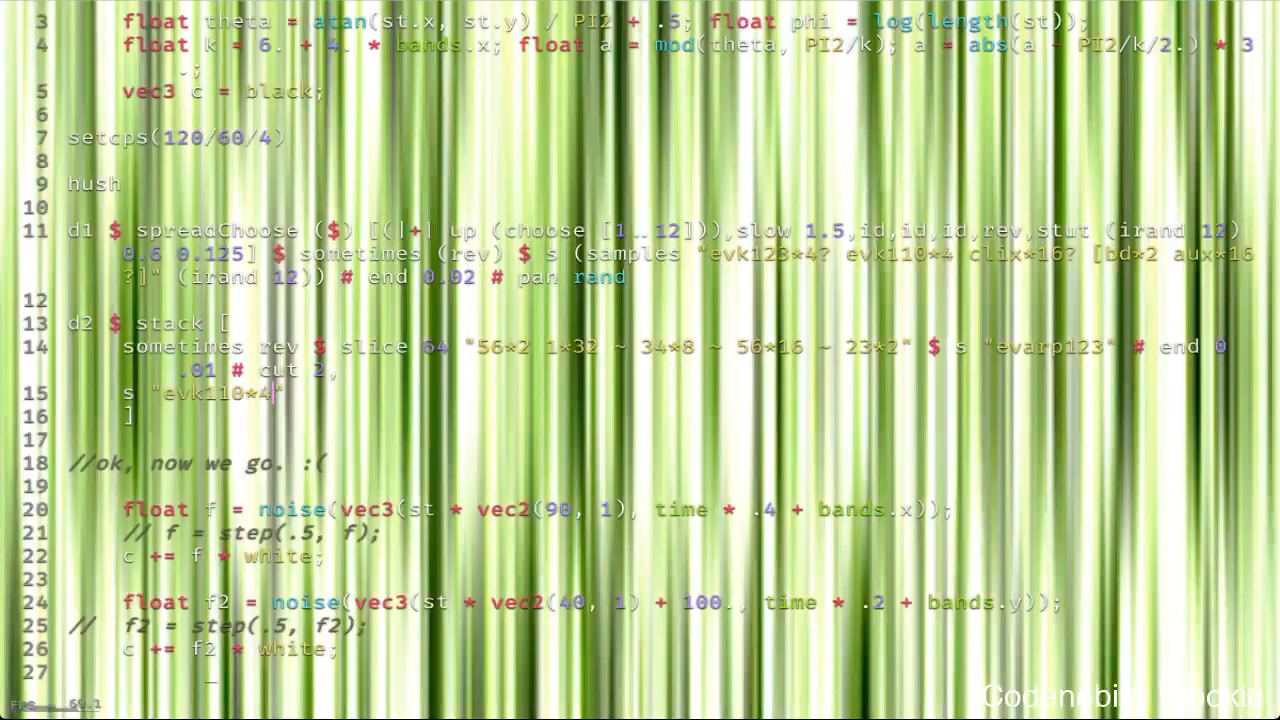 3 float theta = atan(st.x, st.y) / PI2 + .5; float phi = log(length(st));
4 float k = 6. + 4. * bands.x; float a = mod(theta, PI2/k); a = abs(a - PI2/k/2.) * 3
.;
5 vec3 c = black;
6
7 setcps(120/60/4)
8
9 hush
10
11 d1 $ spreadChoose ($) [(|+| up (choose [1..12])),slow 1.5,id,id,id,rev,stut (irand 12)
0.6 0.125] $ sometimes (rev) $ s (samples "evk123*4? evk110*4 clix*16? [bd*2 aux*16
?]" (irand 12)) # end 0.02 # pan rand
12
13 d2 $ stack [
14 sometimes rev $ slice 64 "56*2 1*32 ~ 34*8 ~ 56*16 ~ 23*2" $ s "evarp123" # end 0
.01 # cut 2,
15 s "evk110*4"
16 ]
17
18 //ok, now we go. :(
19
20 float f = noise(vec3(st * vec2(90, 1), time * .4 + bands.x));
21 // f = step(.5, f);
22 c += f * white;
23
24 float f2 = noise(vec3(st * vec2(40, 1) + 100., time * .2 + bands.y));
25 // f2 = step(.5, f2);
26 c += f2 * white;
27
FPS 60.1